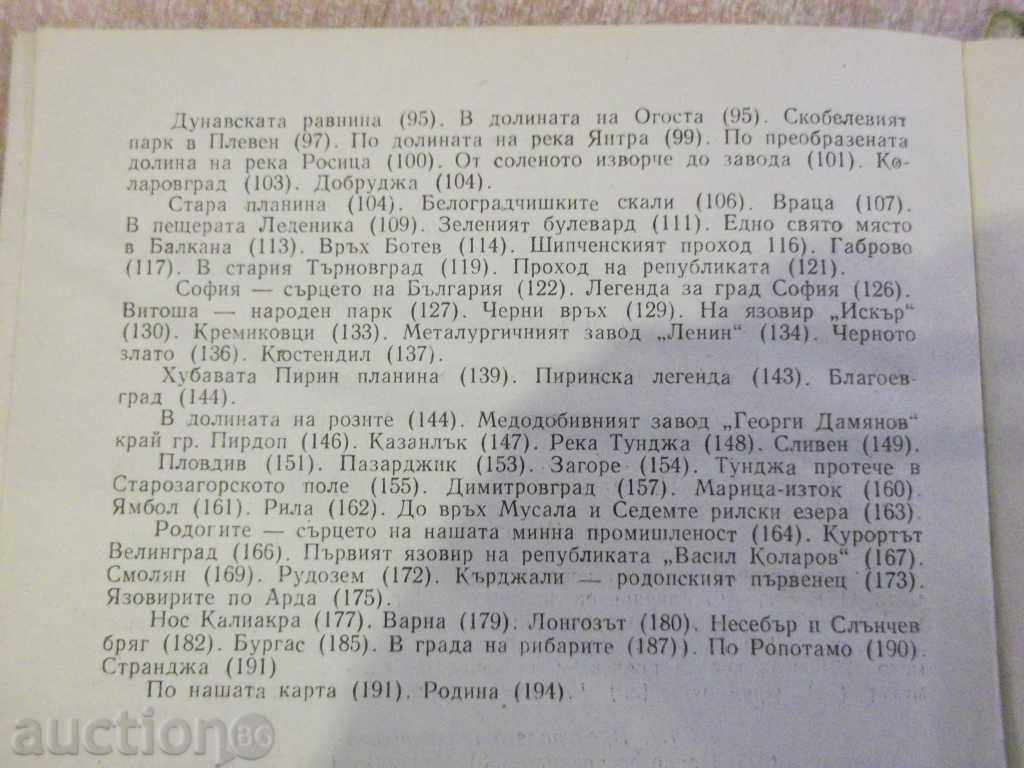 Дунавската равнина (95). В долината на Огоста (95). Скобелевият
парк в Плевен (97). По долината на река Янтра (99). По преобразената
долина на река Росица (100). От соленото изворче до завода (101). Ко-
ларовград (103). Добруджа (104).
Стара планина (104). Белоградчишките скали (106). Враца (107).
В пещерата Леденика (109). Зеленият булевард (111). Едно свято място
в Балкана (113). Връх Ботев (114). Шипченският проход 116). Габрово
(117). В стария Търновград (119). Проход на републиката (121).
София — сърцето на България (122). Легенда за град София (126).
Витоша — народен парк (127). Черни връх (129). На язовир „Искър“
(130). Кремиковци (133). Металургичният завод „Ленин“ (134). Черното
злато (136). Кюстендил (137).
Хубавата Пирин планина (139). Пиринска легенда (143). Благоев-
град (144).
В долината на розите (144). Медодобивният завод „Георги Дамянов“
край гр. Пирдоп (146). Казанлък (147). Река Тунджа (148). Сливен (149).
Пловдив (151). Пазарджик (153). Загоре (154). Тунджа протече в
Старозагорското поле (155). Димитровград (157). Марица-изток (160).
Ямбол (161). Рила (162). До връх Мусала и Седемте рилски езера (163).
Родопите — сърцето на нашата минна промишленост (164). Курортът
Велинград (166). Първият язовир на републиката „Васил Коларов“ (167).
Смолян (169). Рудозем (172). Кърджали — родопският първенец (173).
Язовирите по Арда (175).
Нос Калиакра (177). Варна (179). Лонгозът (180). Несебър и Слънчев
бряг (182). Бургас (185). В града на рибарите (187)). По Ропотамо (190).
Странджа (191)
По нашата карта (191). Родина (194).
auction BG